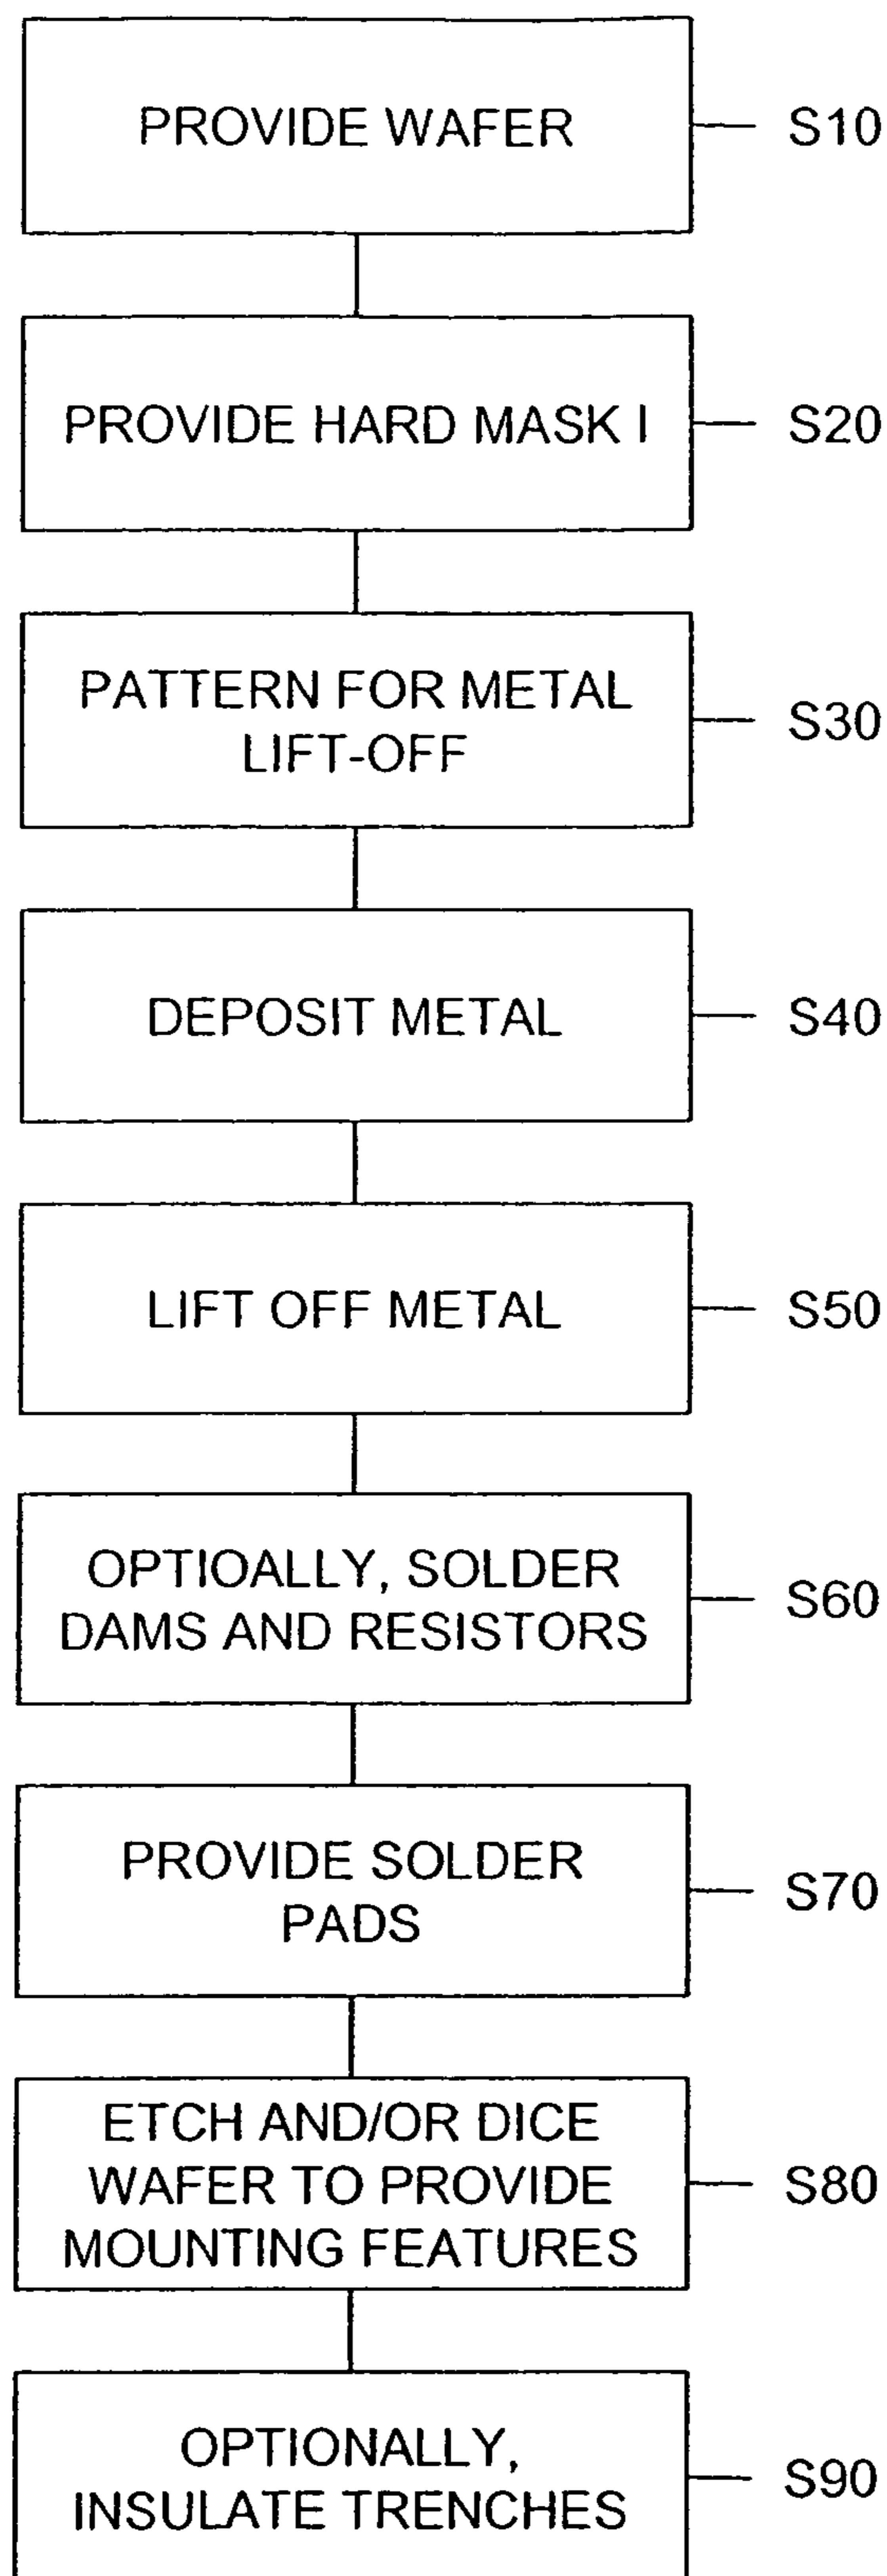 PROVIDE WAFER
S10
PROVIDE HARD MASK I
S20
PATTERN FOR METAL
LIFT-OFF
S30
DEPOSIT METAL
S40
LIFT OFF METAL
S50
OPTIOALLY, SOLDER
DAMS AND RESISTORS
S60
PROVIDE SOLDER
PADS
S70
ETCH AND/OR DICE
WAFER TO PROVIDE
MOUNTING FEATURES
S80
OPTIONALLY,
INSULATE TRENCHES
S90